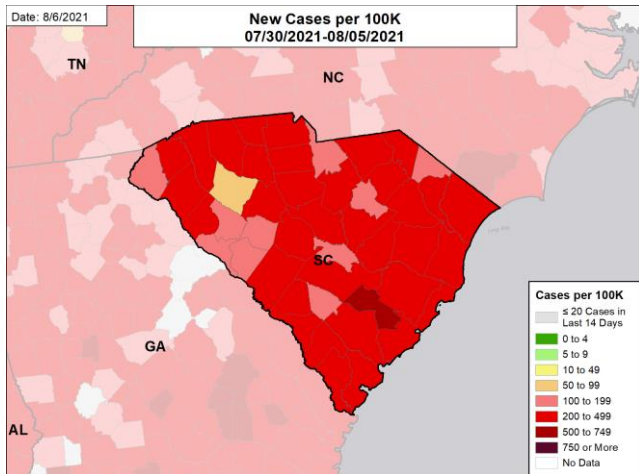 Date: 8/6/2021
New Cases per 100K
07/30/2021-08/05/2021
TN
NC
SC
GA
AL
Cases per 100K
≤ 20 Cases in
Last 14 Days
0 to 4
5 to 9
10 to 49
50 to 99
100 to 199
200 to 499
500 to 749
750 or More
No Data